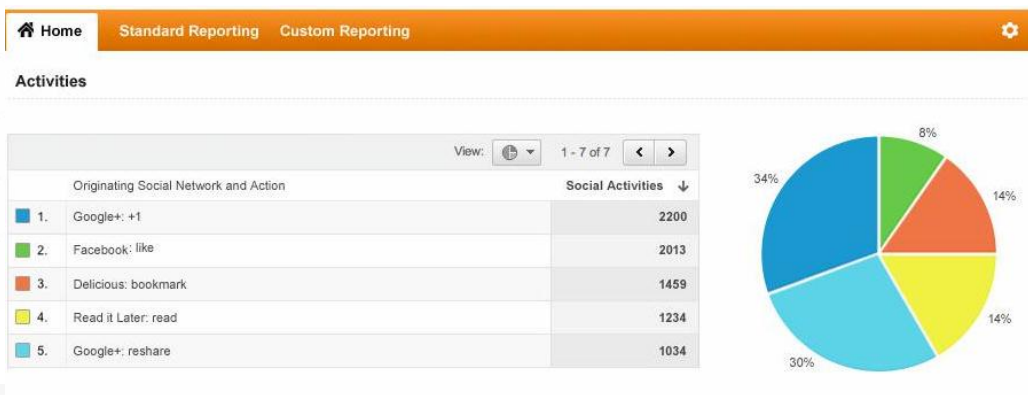 Home Standard Reporting Custom Reporting
Activities
View: 1 - 7 of 7
Originating Social Network and Action Social Activities
1. Google+: +1 2200
2. Facebook: like 2013
3. Delicious: bookmark 1459
4. Read it Later: read 1234
5. Google+: reshare 1034
8%
34%
14%
14%
30%